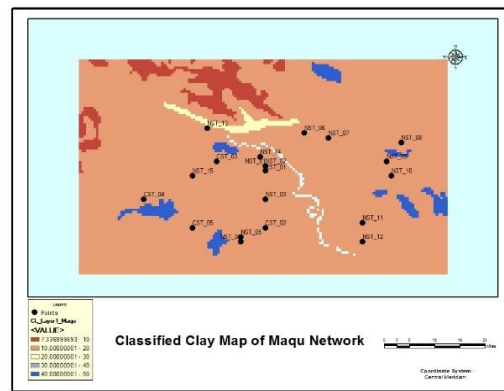 NST_13
NST_06
NST_07
NST_08
NST_14
CST_03
NST_02
CST_01
NST_15
NST_10
CST_04
NST_03
NST_11
CST_05
CST_02
NST_05
NST_12
LEGEND
Points
CL_Layer1_Maqu
<VALUE>
7.339999893 - 10
10.00000001 - 20
20.00000001 - 30
30.00000001 - 40
40.00000001 - 50
Classified Clay Map of Maqu Network
Miles
Coordinate System:
Central Meridian: